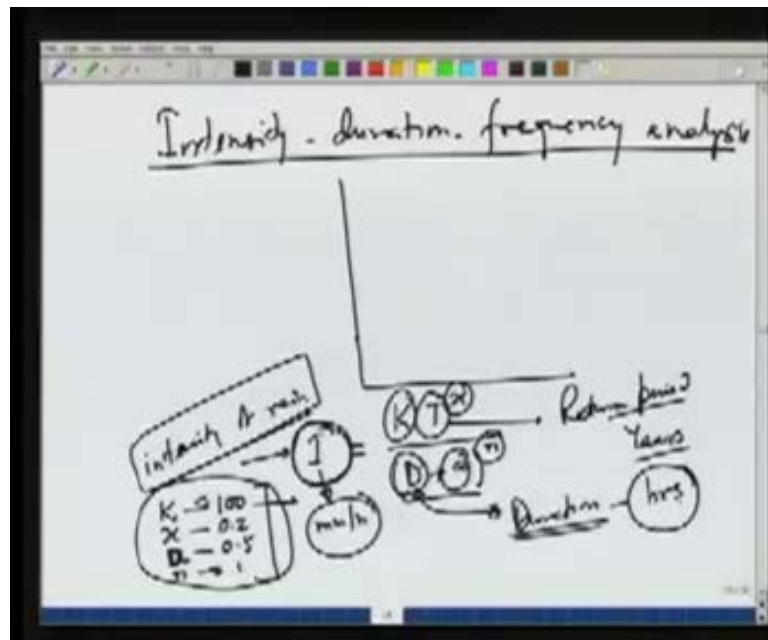 Intensity - duration - frequency analysis
intensity of rain
I = K T^x
(D + a)^n
Return period
Years
Duration - hrs
mm/h
K → 100
x - 0.2
a - 0.5
n → 1